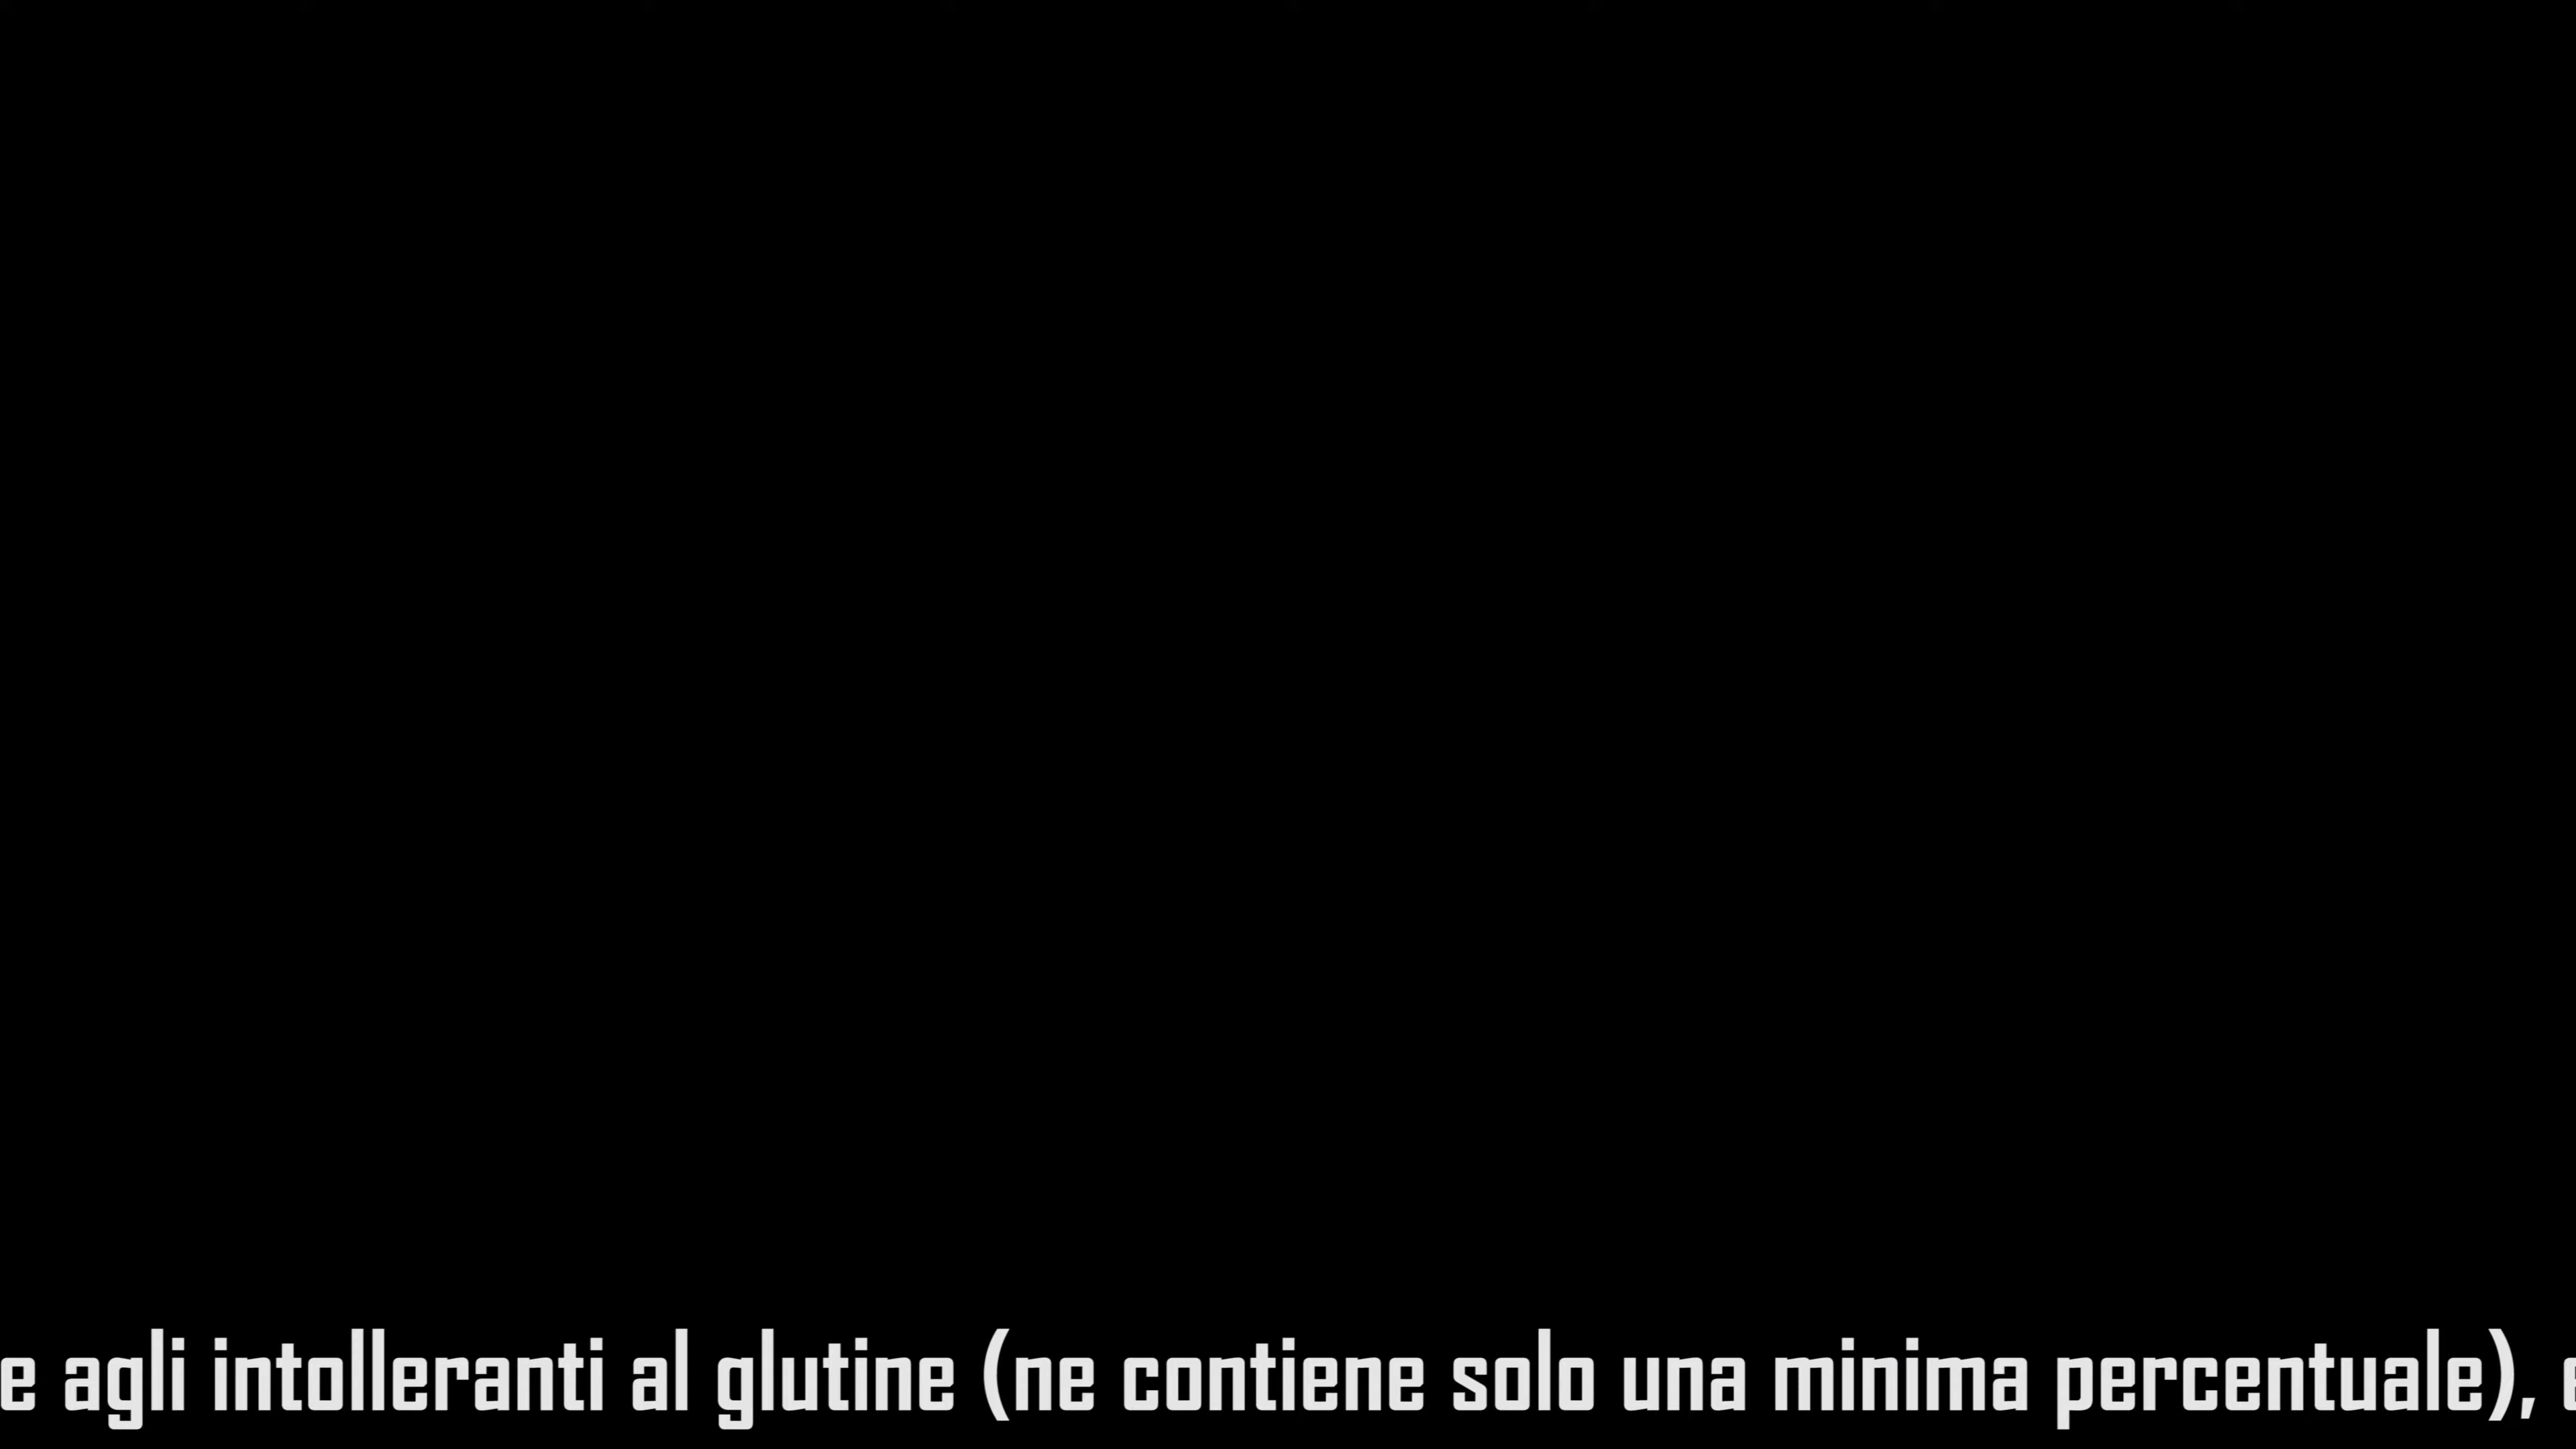 e agli intolleranti al glutine (ne contiene solo una minima percentuale), e